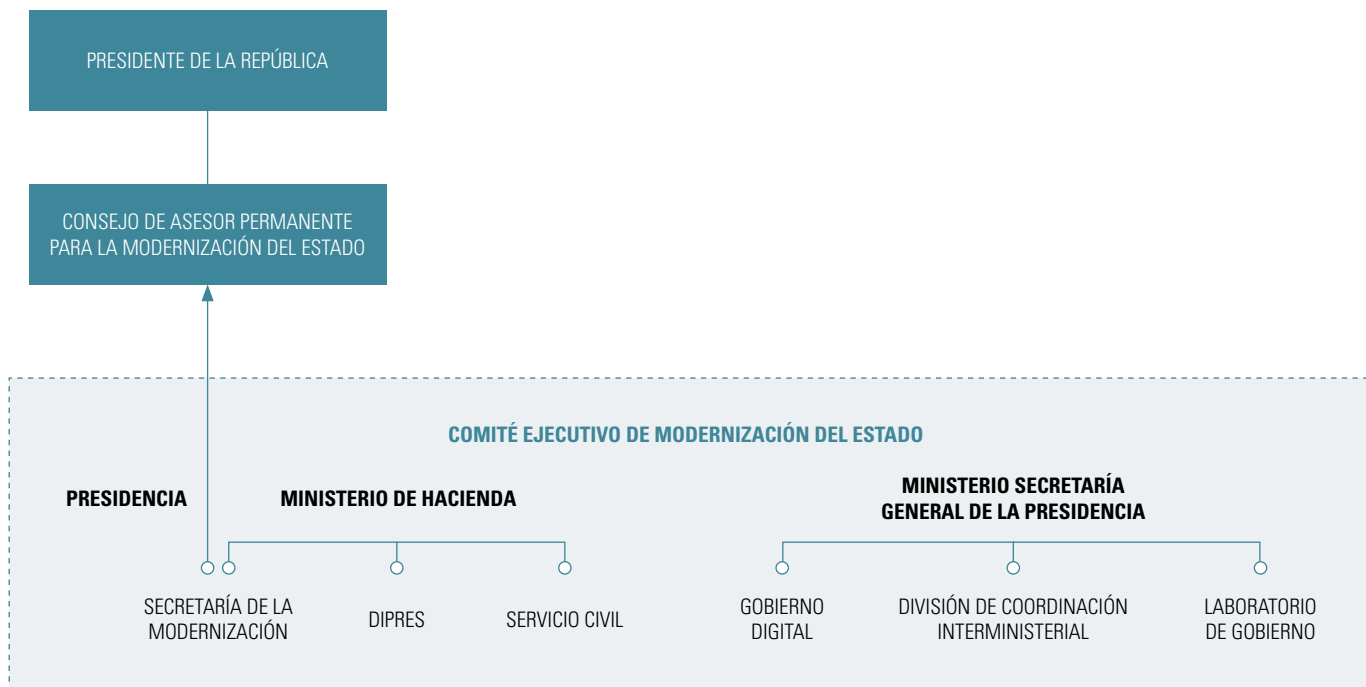 PRESIDENTE DE LA REPÚBLICA
CONSEJO DE ASESOR PERMANENTE
PARA LA MODERNIZACIÓN DEL ESTADO
COMITÉ EJECUTIVO DE MODERNIZACIÓN DEL ESTADO
PRESIDENCIA
MINISTERIO DE HACIENDA
MINISTERIO SECRETARÍA
GENERAL DE LA PRESIDENCIA
SECRETARÍA DE LA
MODERNIZACIÓN
DIPRES
SERVICIO CIVIL
GOBIERNO
DIGITAL
DIVISIÓN DE COORDINACIÓN
INTERMINISTERIAL
LABORATORIO
DE GOBIERNO